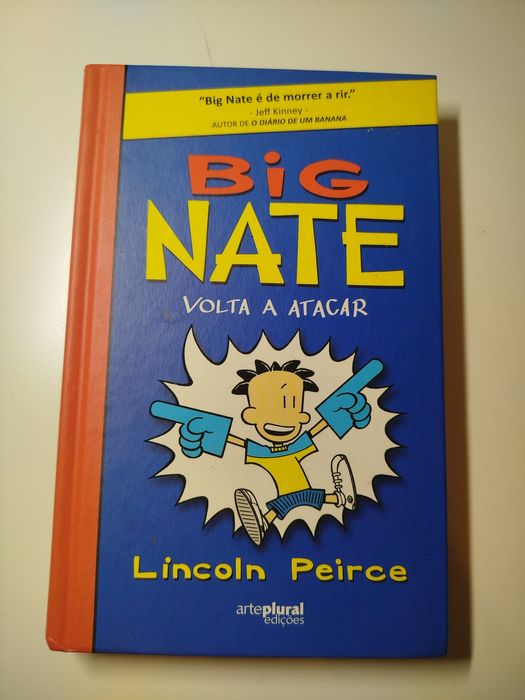 "Big Nate é de morrer a rir."
- Jeff Kinney -
AUTOR DE O DIÁRIO DE UM BANANA
BiG
NATE
VOLTA A ATACAR
Lincoln Peirce
arteplural
edições